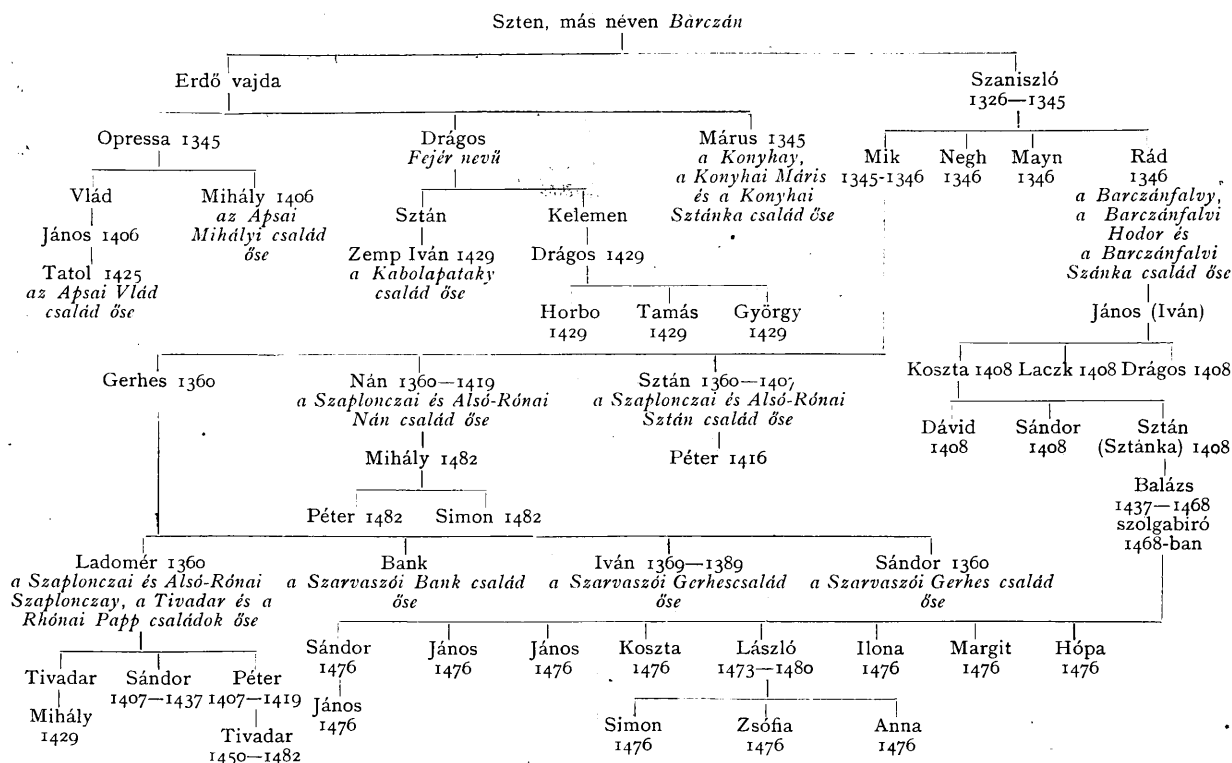 Szten, más néven Bàrczán
Erdő vajda
Szaniszló
1326—1345
Opressa 1345
Drágos
Fejér nevű
Márus 1345
a Konyhay,
a Konyhai Máris
és a Konyhai
Sztánka család őse
Mik
1345-1346
Negh
1346
Mayn
1346
Rád
1346
a Barczánfalvy,
a Barczánfalvi
Hodor és
a Barczánfalvi
Szánka család őse
Vlád
Mihály 1406
az Apsai
Mihályi család
őse
János 1406
Tatol 1425
az Apsai Vlád
család őse
Sztán
Zemp Iván 1429
a Kabolapataky
család őse
Kelemen
Drágos 1429
Horbo
1429
Tamás
1429
György
1429
János (Iván)
Koszta 1408 Laczk 1408 Drágos 1408
Gerhes 1360
Nán 1360—1419
a Szaplonczai és Alsó-Rónai
Nán család őse
Sztán 1360—1407
a Szaplonczai és Alsó-Rónai
Sztán család őse
Dávid
1408
Sándor
1408
Sztán
(Sztánka) 1408
Mihály 1482
Péter 1416
Balázs
1437—1468
szolgabíró
1468-ban
Péter 1482
Simon 1482
Ladomér 1360
a Szaplonczai és Alsó-Rónai
Szaplonczay, a Tivadar és a
Rhónai Papp családok őse
Bank
a Szarvaszói Bank család
őse
Iván 1369—1389
a Szarvaszói Gerhescsalád
őse
Sándor 1360
a Szarvaszói Gerhes család
őse
Tivadar
Sándor
1407—1437
Péter
1407—1419
Mihály
1429
Tivadar
1450—1482
Sándor
1476
János
1476
János
1476
Koszta
1476
László
1473—1480
Ilona
1476
Margit
1476
Hópa
1476
János
1476
Simon
1476
Zsófia
1476
Anna
1476